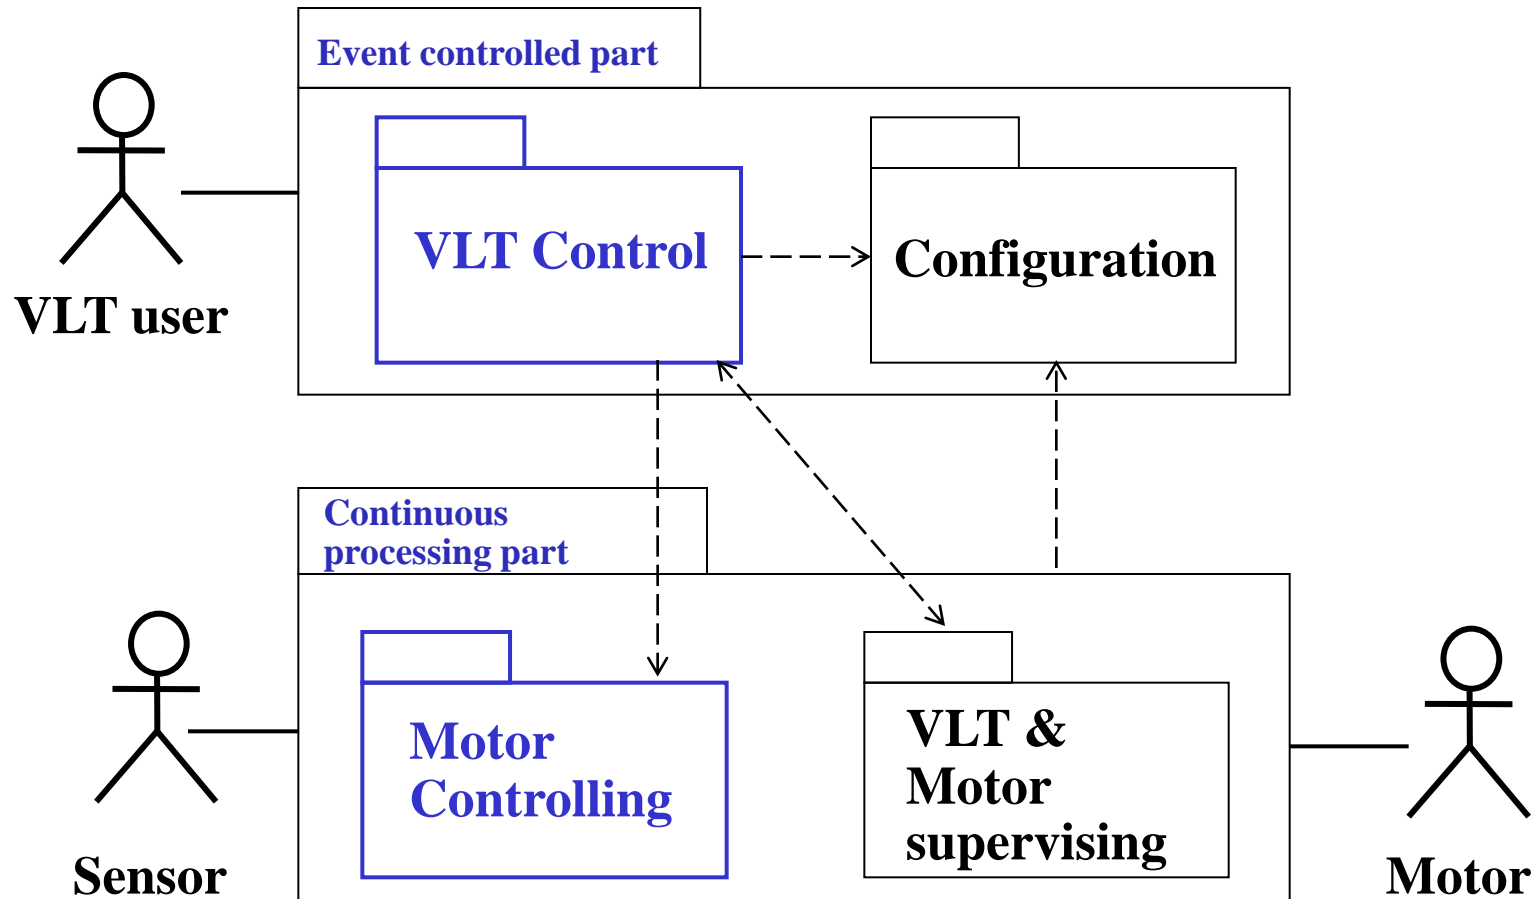 Event controlled part
VLT Control
Configuration
VLT user
Continuous
processing part
Motor
Controlling
VLT &
Motor
supervising
Sensor
Motor